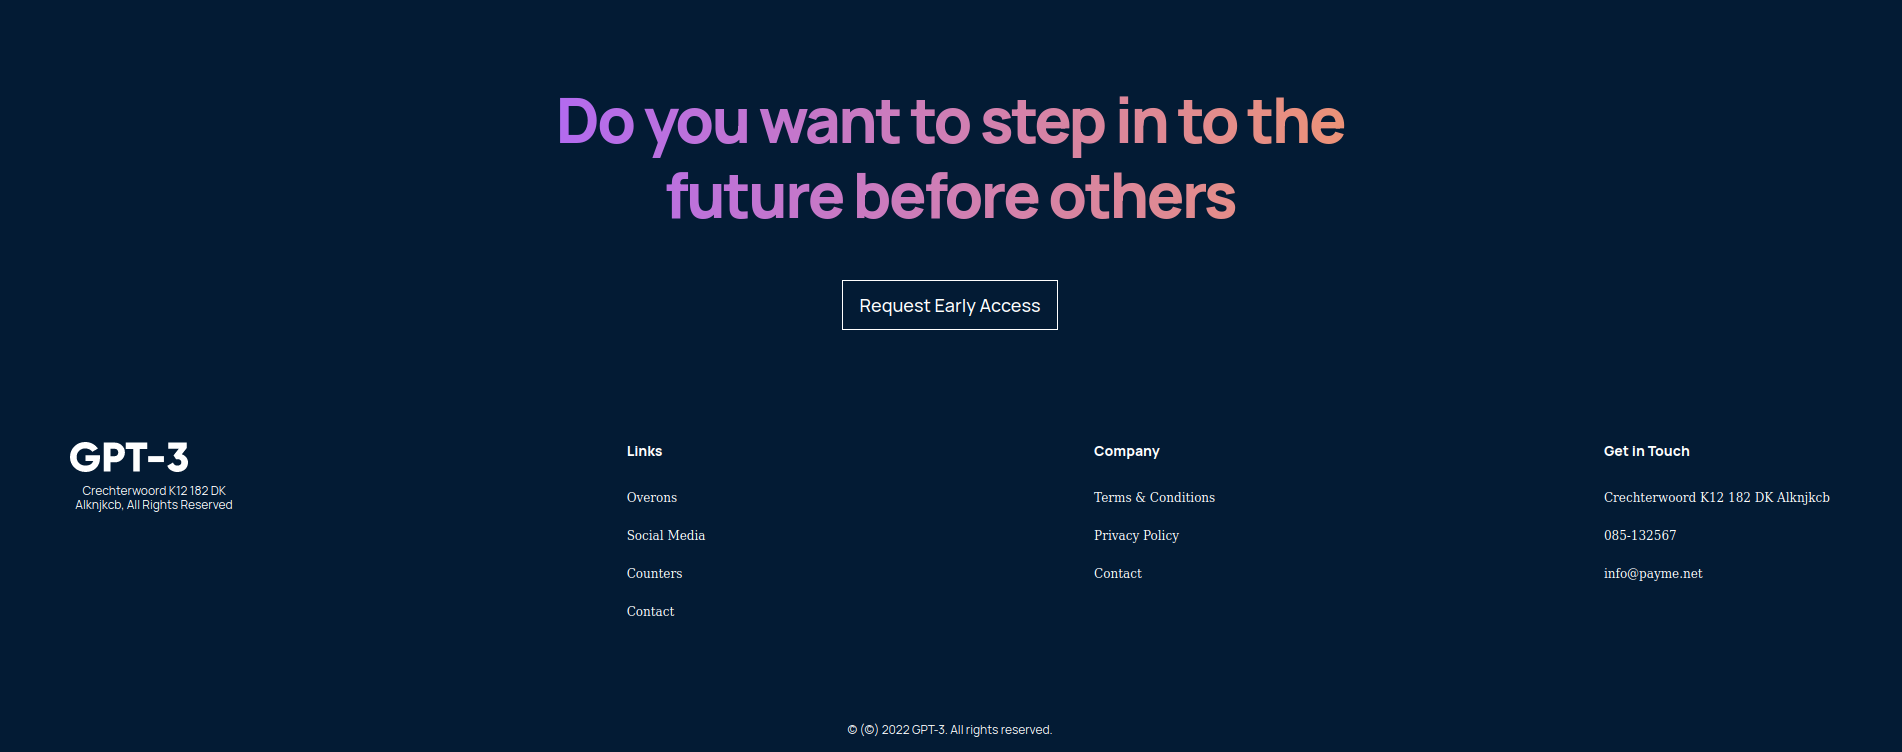 Do you want to step in to the
future before others
Request Early Access
GPT-3
Crechterwoord K12 182 DK
Alknjkcb, All Rights Reserved
Links
Overons
Social Media
Counters
Contact
Company
Terms & Conditions
Privacy Policy
Contact
Get in Touch
Crechterwoord K12 182 DK Alknjkcb
085-132567
info@payme.net
© (©) 2022 GPT-3. All rights reserved.